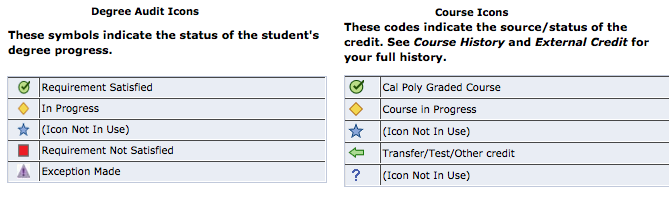 Degree Audit Icons
These symbols indicate the status of the student's
degree progress.
Requirement Satisfied
In Progress
(Icon Not In Use)
Requirement Not Satisfied
Exception Made
Course Icons
These codes indicate the source/status of the
credit. See Course History and External Credit for
your full history.
Cal Poly Graded Course
Course in Progress
(Icon Not In Use)
Transfer/Test/Other credit
? (Icon Not In Use)